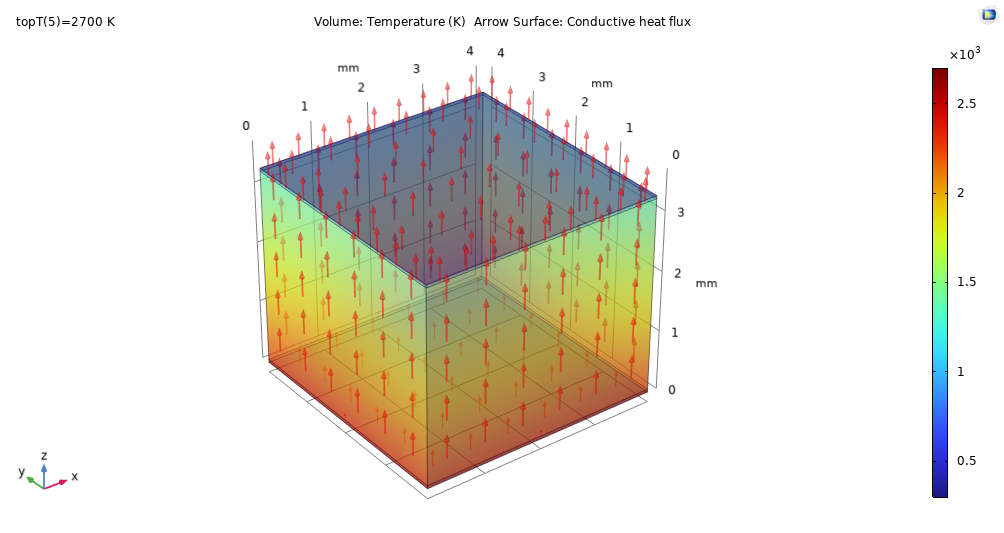 topT(5)=2700 K
Volume: Temperature (K) Arrow Surface: Conductive heat flux
×10³
4 4
mm 3 3 mm
2 2
1 1
0 0
3
2
mm
1
0
2.5
2
1.5
1
0.5
z
y x